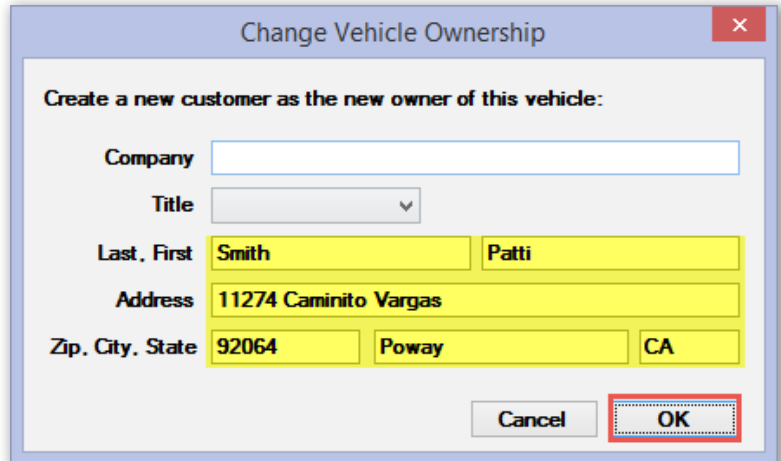 Change Vehicle Ownership
Create a new customer as the new owner of this vehicle:
Company
Title
Last, First Smith Patti
Address 11274 Caminito Vargas
Zip, City, State 92064 Poway CA
Cancel OK